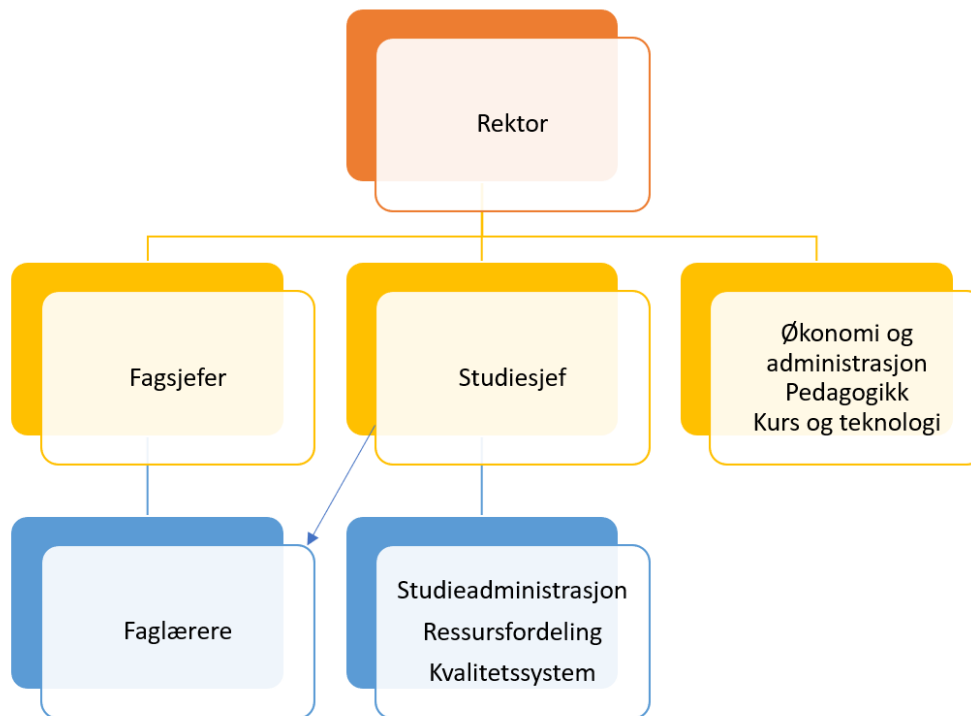 Rektor
Fagsjefer
Studiesjef
Økonomi og
administrasjon
Pedagogikk
Kurs og teknologi
Faglærere
Studieadministrasjon
Ressursfordeling
Kvalitetssystem